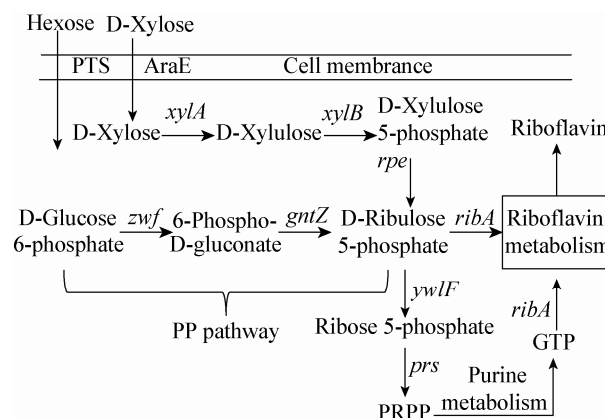 Hexose D-Xylose
PTS AraE Cell membrance
D-Xylose xylA D-Xylulose xylB D-Xylulose
5-phosphate
Riboflavin
rpe
D-Glucose
6-phosphate
zwf
6-Phospho-
D-gluconate
gntZ
D-Ribulose
5-phosphate
ribA
Riboflavin
metabolism
PP pathway
ywlF
Ribose 5-phosphate
ribA
GTP
prs
Purine
metabolism
PRPP